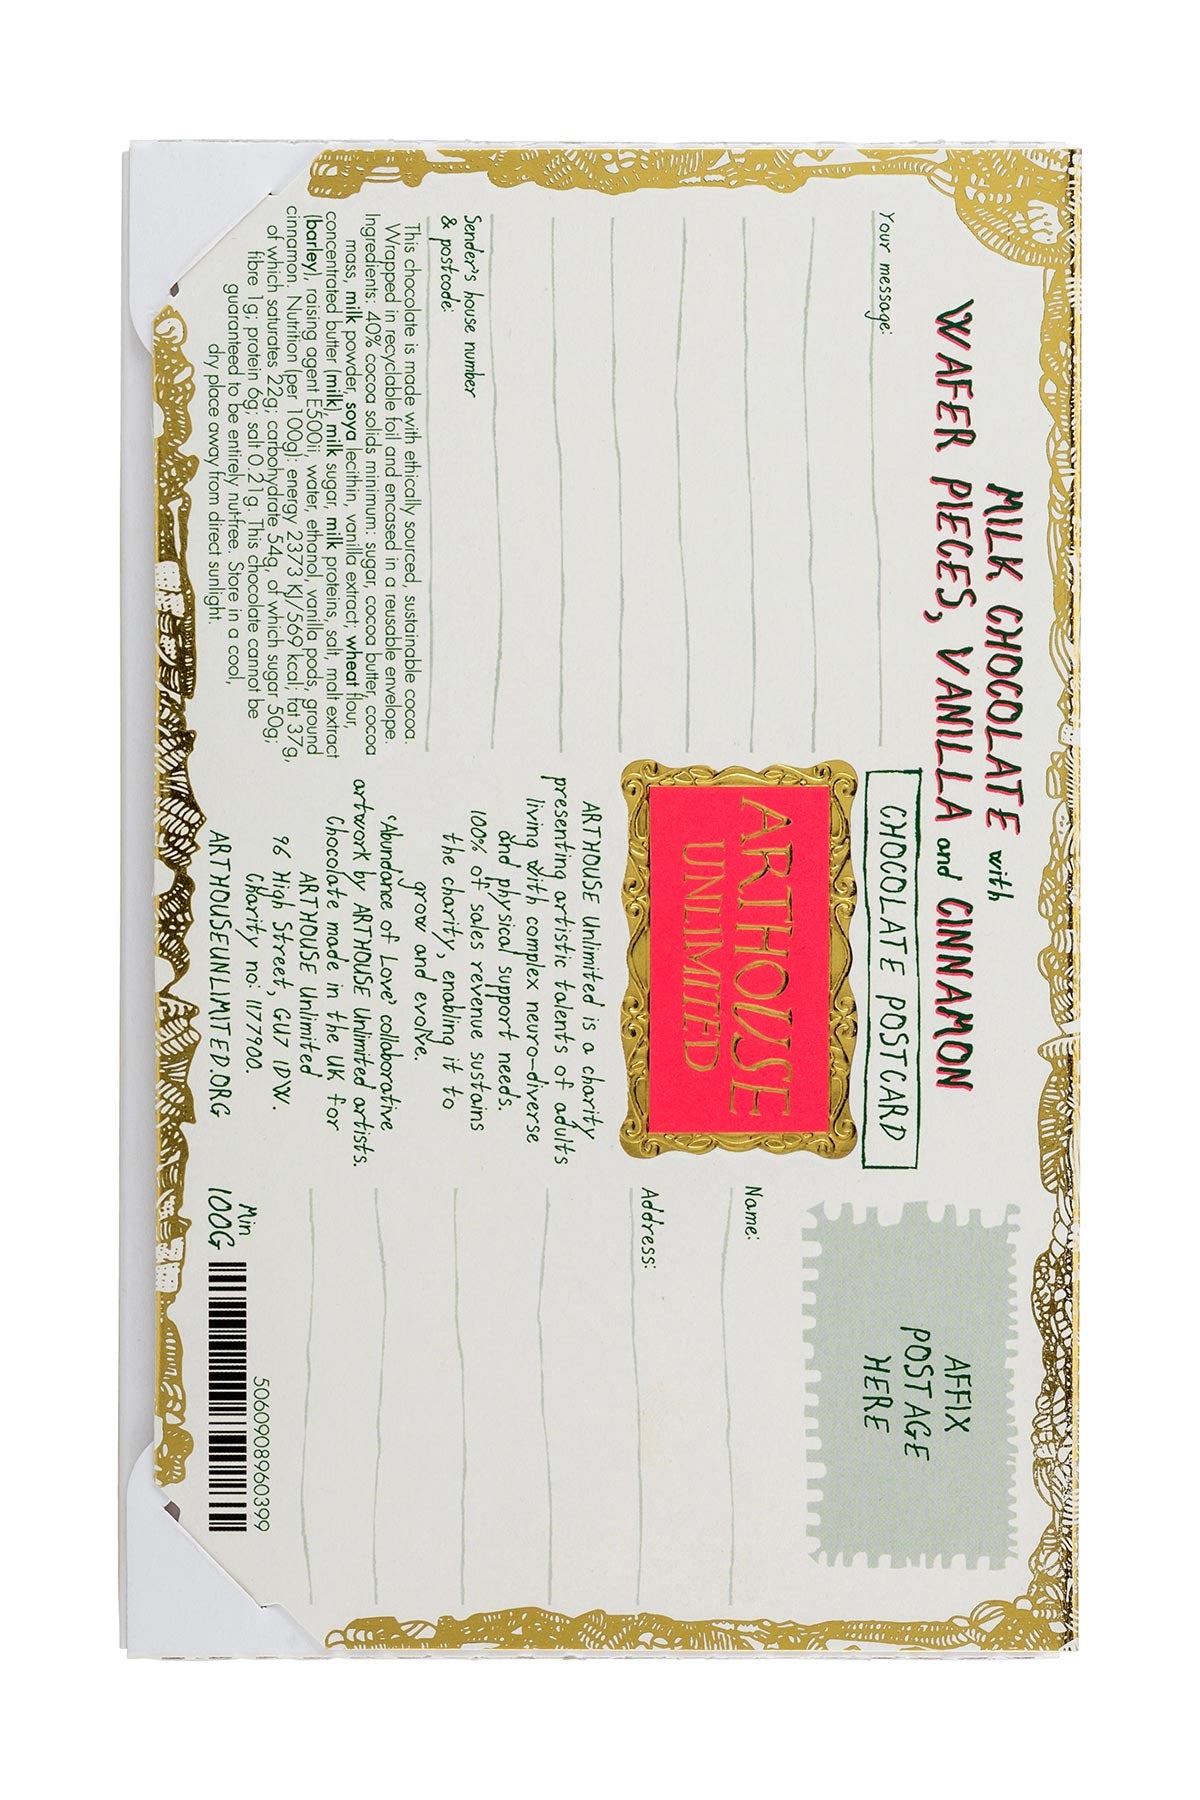 MILK CHOCOLATE with
WAFER PIECES, VANILLA and CINNAMON
Your message:
Sender's house number
& postcode:
This chocolate is made with ethically sourced, sustainable cocoa.
Wrapped in recyclable foil and encased in a reusable envelope.
Ingredients: 40% cocoa solids minimum: sugar, cocoa butter, cocoa
mass, milk powder, soya lecithin, vanilla extract; wheat flour,
concentrated butter (milk), milk sugar, milk proteins, salt, malt extract
(barley), raising agent E500ii, water, ethanol, vanilla pods, ground
cinnamon. Nutrition (per 100g): energy 2373 KJ/569 kcal; fat 37g,
of which saturates 22g; carbohydrate 54g, of which sugar 50g;
fibre 1g; protein 6g; salt 0.21g. This chocolate cannot be
guaranteed to be entirely nut-free. Store in a cool,
dry place away from direct sunlight.
CHOCOLATE POSTCARD
ARTHOUSE
UNLIMITED
ARTHOUSE Unlimited is a charity
presenting artistic talents of adults
living with complex neuro-diverse
and physical support needs.
100% of sales revenue sustains
the charity, enabling it to
grow and evolve.
'Abundance of Love' collaborative
artwork by ARTHOUSE Unlimited artists.
Chocolate made in the UK for
ARTHOUSE Unlimited
96 High Street, GU7 1DW.
Charity no: 1177900.
ARTHOUSEUNLIMITED.ORG
AFFIX
POSTAGE
HERE
Name:
Address:
Min
100G
5060908960399